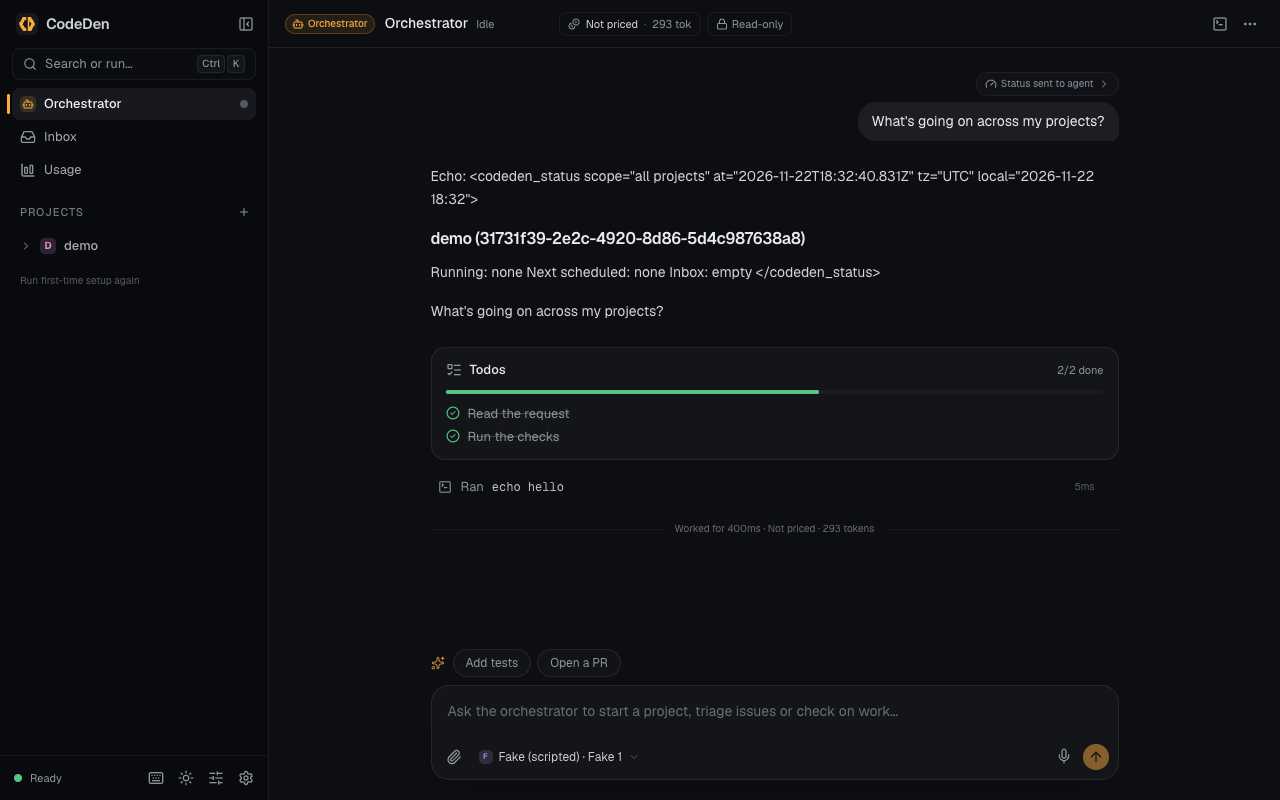 CodeDen
Search or run… Ctrl K
Orchestrator
Inbox
Usage
PROJECTS
D demo
Run first-time setup again
Ready
Orchestrator Orchestrator Idle Not priced · 293 tok Read-only
Status sent to agent
What's going on across my projects?
Echo: <codeden_status scope="all projects" at="2026-11-22T18:32:40.831Z" tz="UTC" local="2026-11-22
18:32">
demo (31731f39-2e2c-4920-8d86-5d4c987638a8)
Running: none Next scheduled: none Inbox: empty </codeden_status>
What's going on across my projects?
Todos 2/2 done
Read the request
Run the checks
Ran echo hello 5ms
Worked for 400ms · Not priced · 293 tokens
Add tests Open a PR
Ask the orchestrator to start a project, triage issues or check on work…
F Fake (scripted) · Fake 1